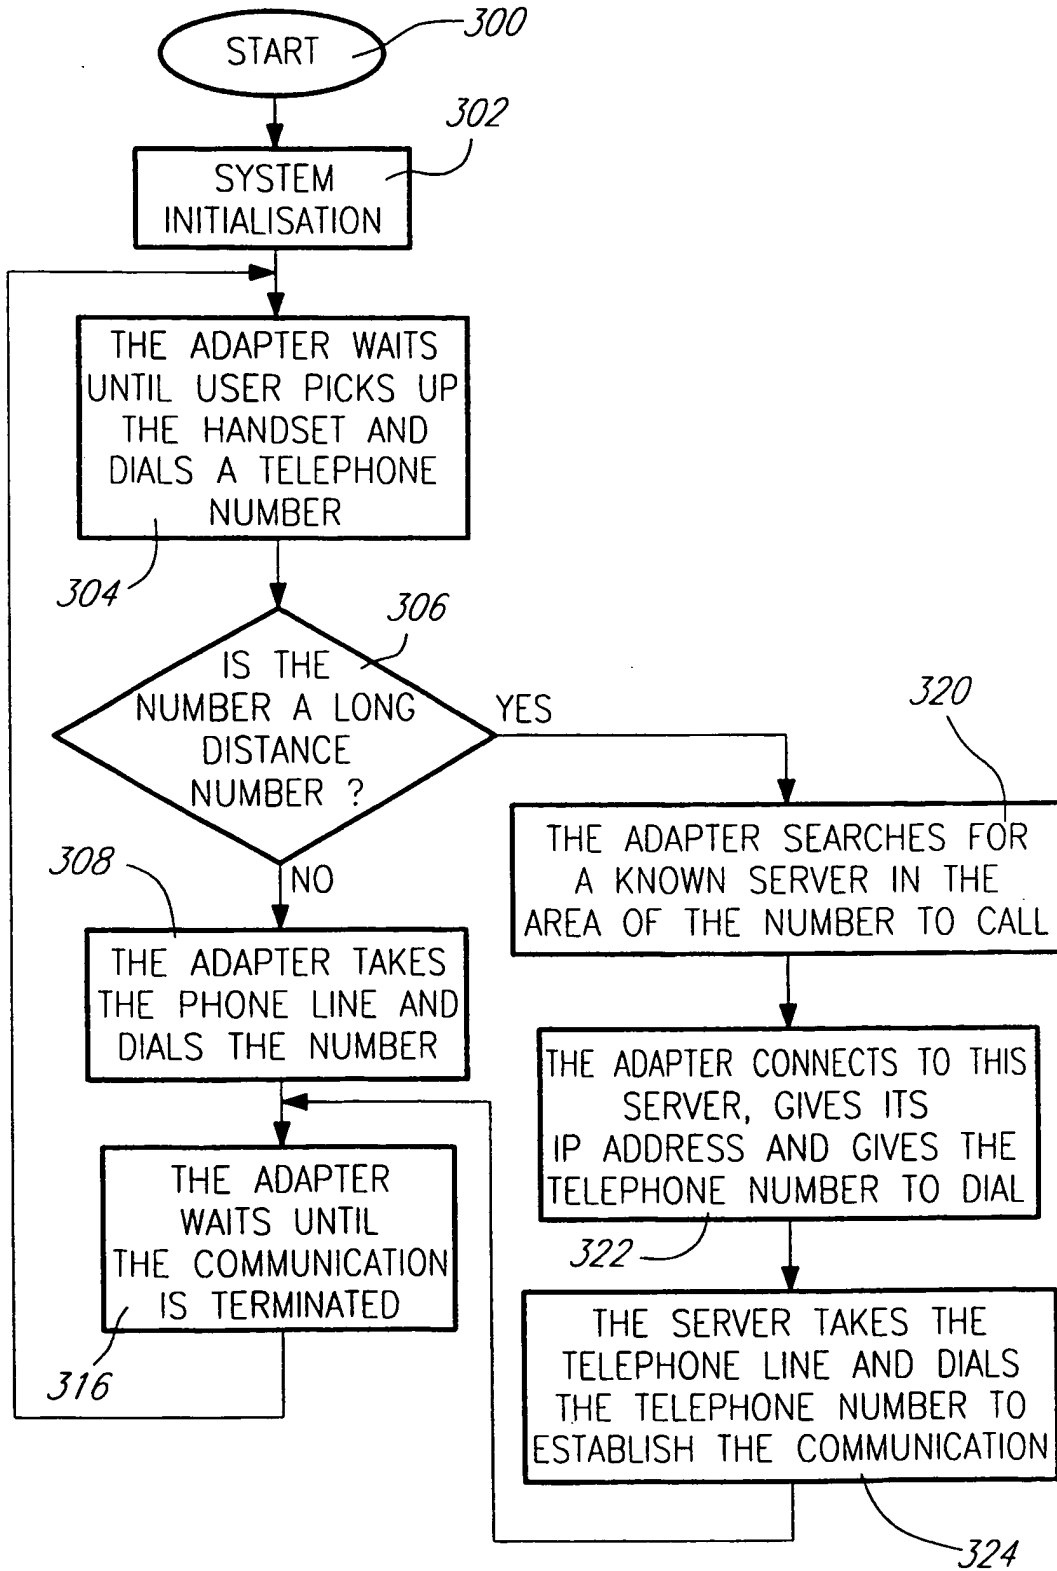 START
300
302
SYSTEM
INITIALISATION
THE ADAPTER WAITS
UNTIL USER PICKS UP
THE HANDSET AND
DIALS A TELEPHONE
NUMBER
304
306
IS THE
NUMBER A LONG
DISTANCE
NUMBER ?
YES
NO
308
THE ADAPTER TAKES
THE PHONE LINE AND
DIALS THE NUMBER
THE ADAPTER
WAITS UNTIL
THE COMMUNICATION
IS TERMINATED
316
320
THE ADAPTER SEARCHES FOR
A KNOWN SERVER IN THE
AREA OF THE NUMBER TO CALL
THE ADAPTER CONNECTS TO THIS
SERVER, GIVES ITS
IP ADDRESS AND GIVES THE
TELEPHONE NUMBER TO DIAL
322
THE SERVER TAKES THE
TELEPHONE LINE AND DIALS
THE TELEPHONE NUMBER TO
ESTABLISH THE COMMUNICATION
324